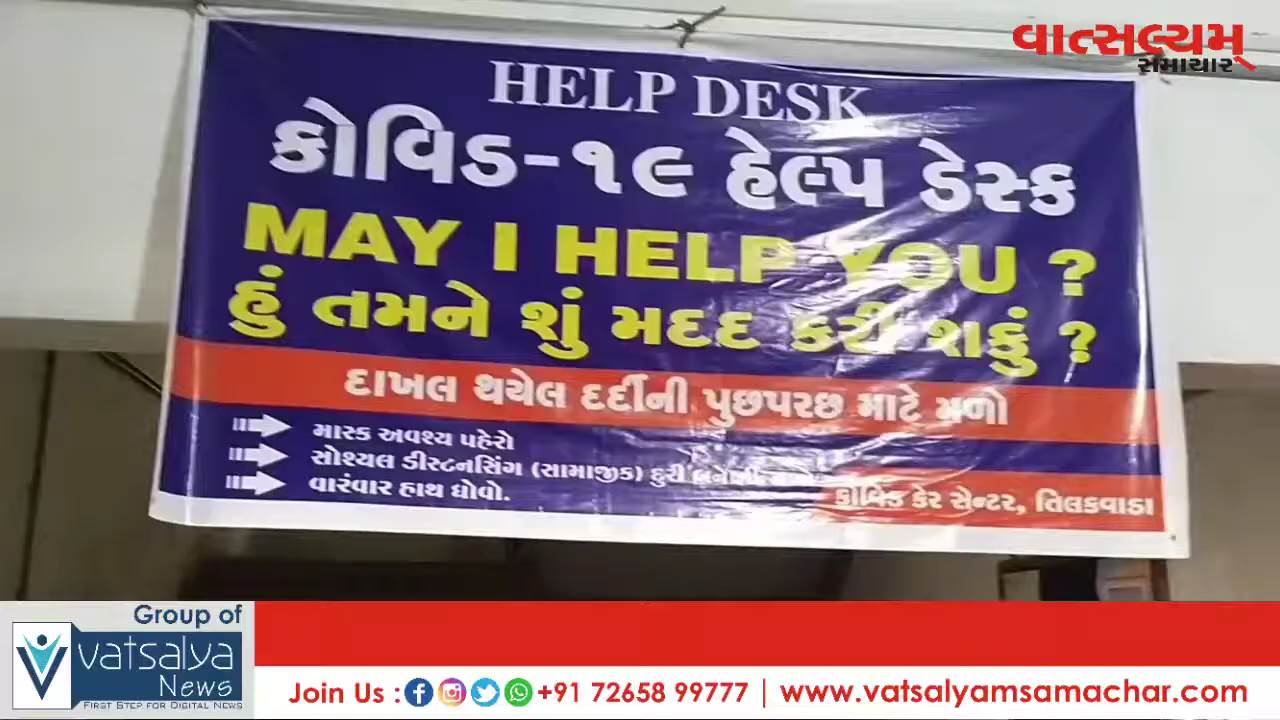 વાત્સલ્યમ્
સમાચાર
HELP DESK
કોવિડ-૧૯ હેલ્પ ડેસ્ક
MAY I HELP YOU ?
હું તમને શું મદદ કરી શકું ?
દાખલ થયેલ દર્દીની પુછપરછ માટે મળો
માસ્ક અવશ્ય પહેરો
સોશ્યલ ડીસ્ટનસિંગ (સામાજીક) દુરી
વારંવાર હાથ ધોવો.
કોવિડ કેર સેન્ટર, તિલકવાડા
Group of
vatsalya
News
FIRST STEP FOR DIGITAL NEWS
Join Us : +91 72658 99777 | www.vatsalyamsamachar.com